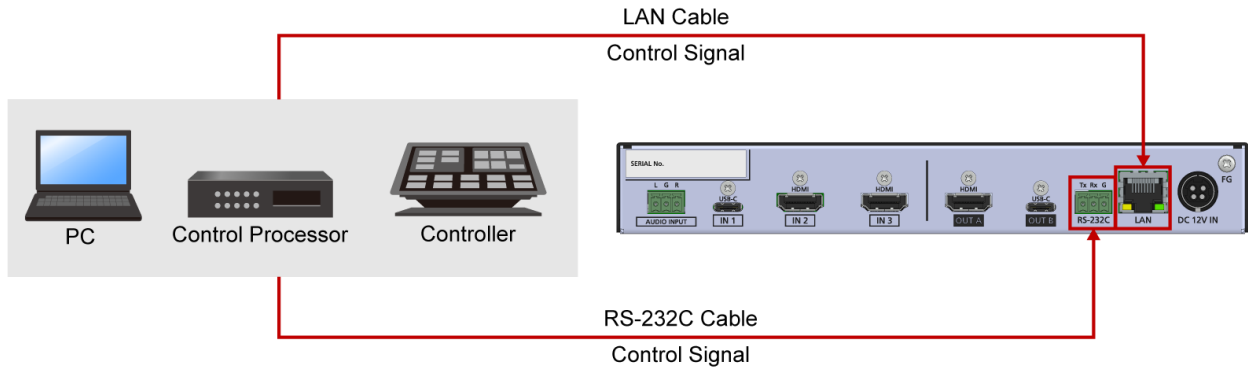 LAN Cable
Control Signal
PC
Control Processor
Controller
SERIAL No.
L G R
AUDIO INPUT
USB-C
IN 1
HDMI
IN 2
HDMI
IN 3
HDMI
OUT A
USB-C
OUT B
Tx Rx G
RS-232C
LAN
DC 12V IN
FG
RS-232C Cable
Control Signal